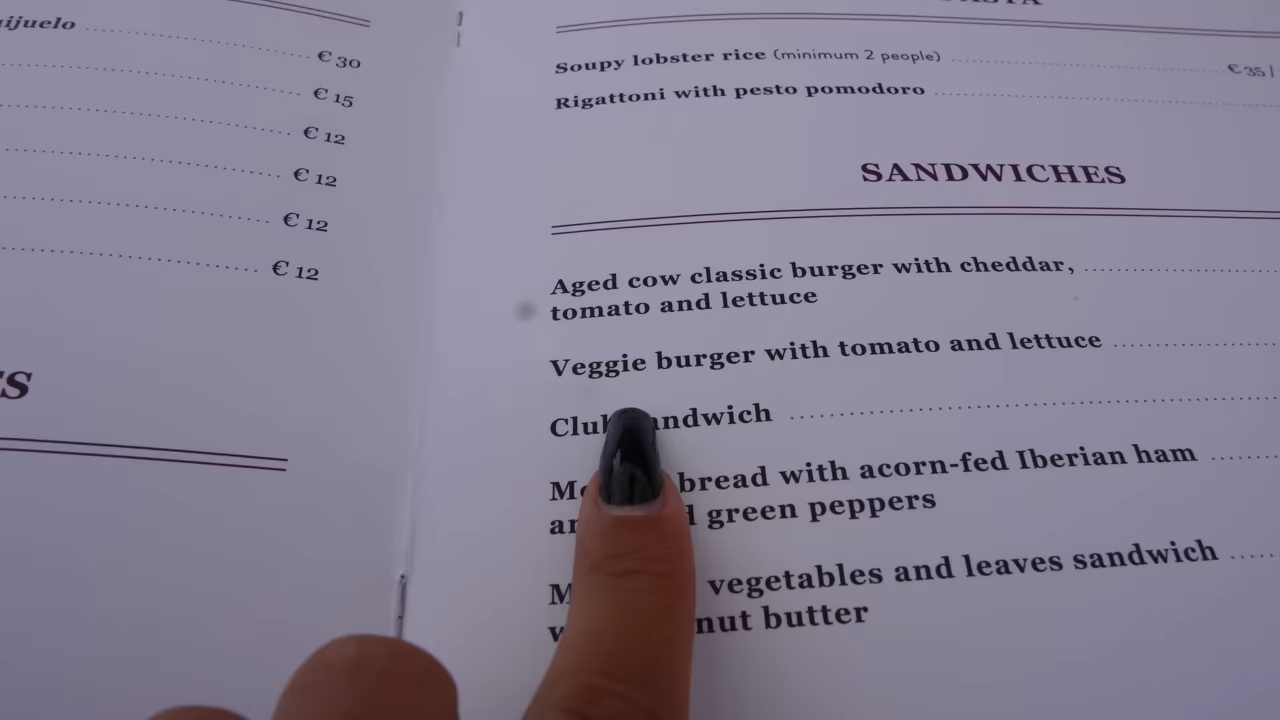 ijuelo ........ € 30
€ 15
€ 12
€ 12
€ 12
€ 12
Soupy lobster rice (minimum 2 people) ........ € 35/
Rigattoni with pesto pomodoro
SANDWICHES
Aged cow classic burger with cheddar,
tomato and lettuce
Veggie burger with tomato and lettuce
Club sandwich
bread with acorn-fed Iberian ham
green peppers
vegetables and leaves sandwich
nut butter